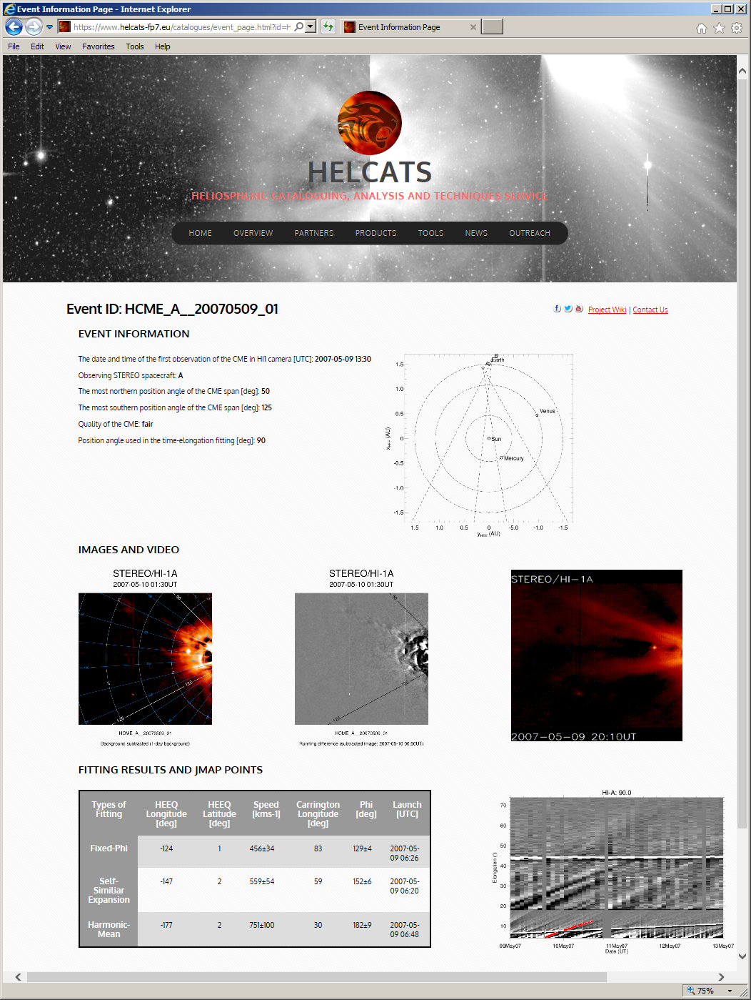 Event Information Page - Internet Explorer
https://www.helcats-fp7.eu/catalogues/event_page.html?id=H
Event Information Page
File Edit View Favorites Tools Help
HELCATS
HELIOSPHERIC CATALOGUING, ANALYSIS AND TECHNIQUES SERVICE
HOME OVERVIEW PARTNERS PRODUCTS TOOLS NEWS OUTREACH
Event ID: HCME_A__20070509_01
Project Wiki | Contact Us
EVENT INFORMATION
The date and time of the first observation of the CME in HI1 camera [UTC]: 2007-05-09 13:30
Observing STEREO spacecraft: A
The most northern position angle of the CME span [deg]: 50
The most southern position angle of the CME span [deg]: 125
Quality of the CME: fair
Position angle used in the time-elongation fitting [deg]: 90
B
A Earth
Venus
Sun
Mercury
1.5
1.0
0.5
0
-0.5
-1.0
-1.5
XHEE (AU)
1.5 1.0 0.5 0 -5.0 -1.0 -1.5
yHEE (AU)
IMAGES AND VIDEO
STEREO/HI-1A
2007-05-10 01:30UT
50
125
HCME_A__20070509_01
Background subtracted (1-day background)
STEREO/HI-1A
2007-05-10 01:30UT
50
125
125
HCME_A__20070509_01
Running difference (subtracted image: 2007-05-10 00:50UT)
STEREO/HI-1A
2007-05-09 20:10UT
FITTING RESULTS AND JMAP POINTS
Types of Fitting HEEQ Longitude [deg] HEEQ Latitude [deg] Speed [kms-1] Carrington Longitude [deg] Phi [deg] Launch [UTC]
Fixed-Phi -124 1 456±34 83 129±4 2007-05-09 06:26
Self-Similiar Expansion -147 2 559±54 59 152±6 2007-05-09 06:20
Harmonic-Mean -177 2 751±100 30 182±9 2007-05-09 06:48
HI-A: 90.0
70
60
50
40
30
20
10
Elongation (°)
09May07 10May07 11May07 12May07 13May07
Date (UT)
75%